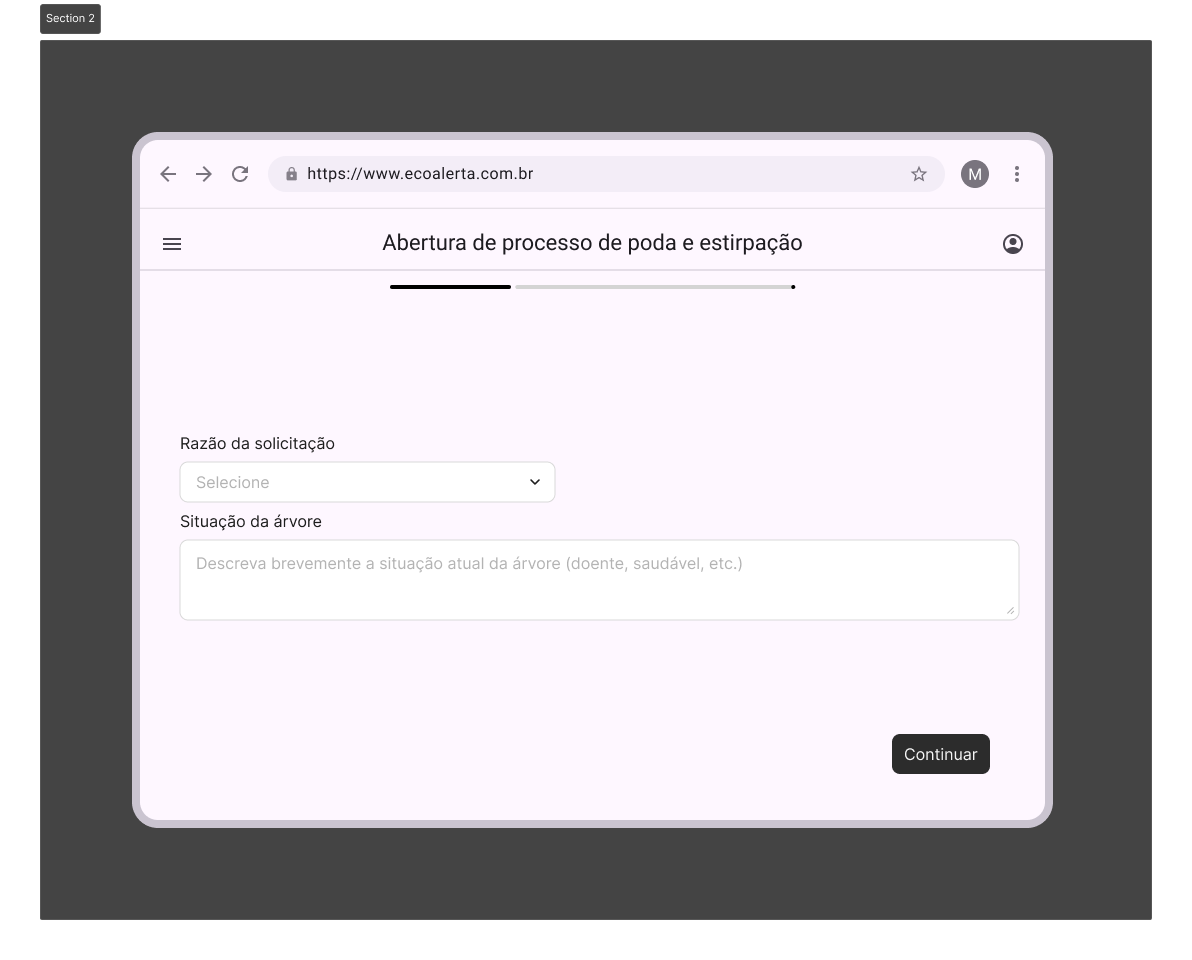 Section 2
https://www.ecoalerta.com.br
M
Abertura de processo de poda e estirpação
Razão da solicitação
Selecione
Situação da árvore
Descreva brevemente a situação atual da árvore (doente, saudável, etc.)
Continuar